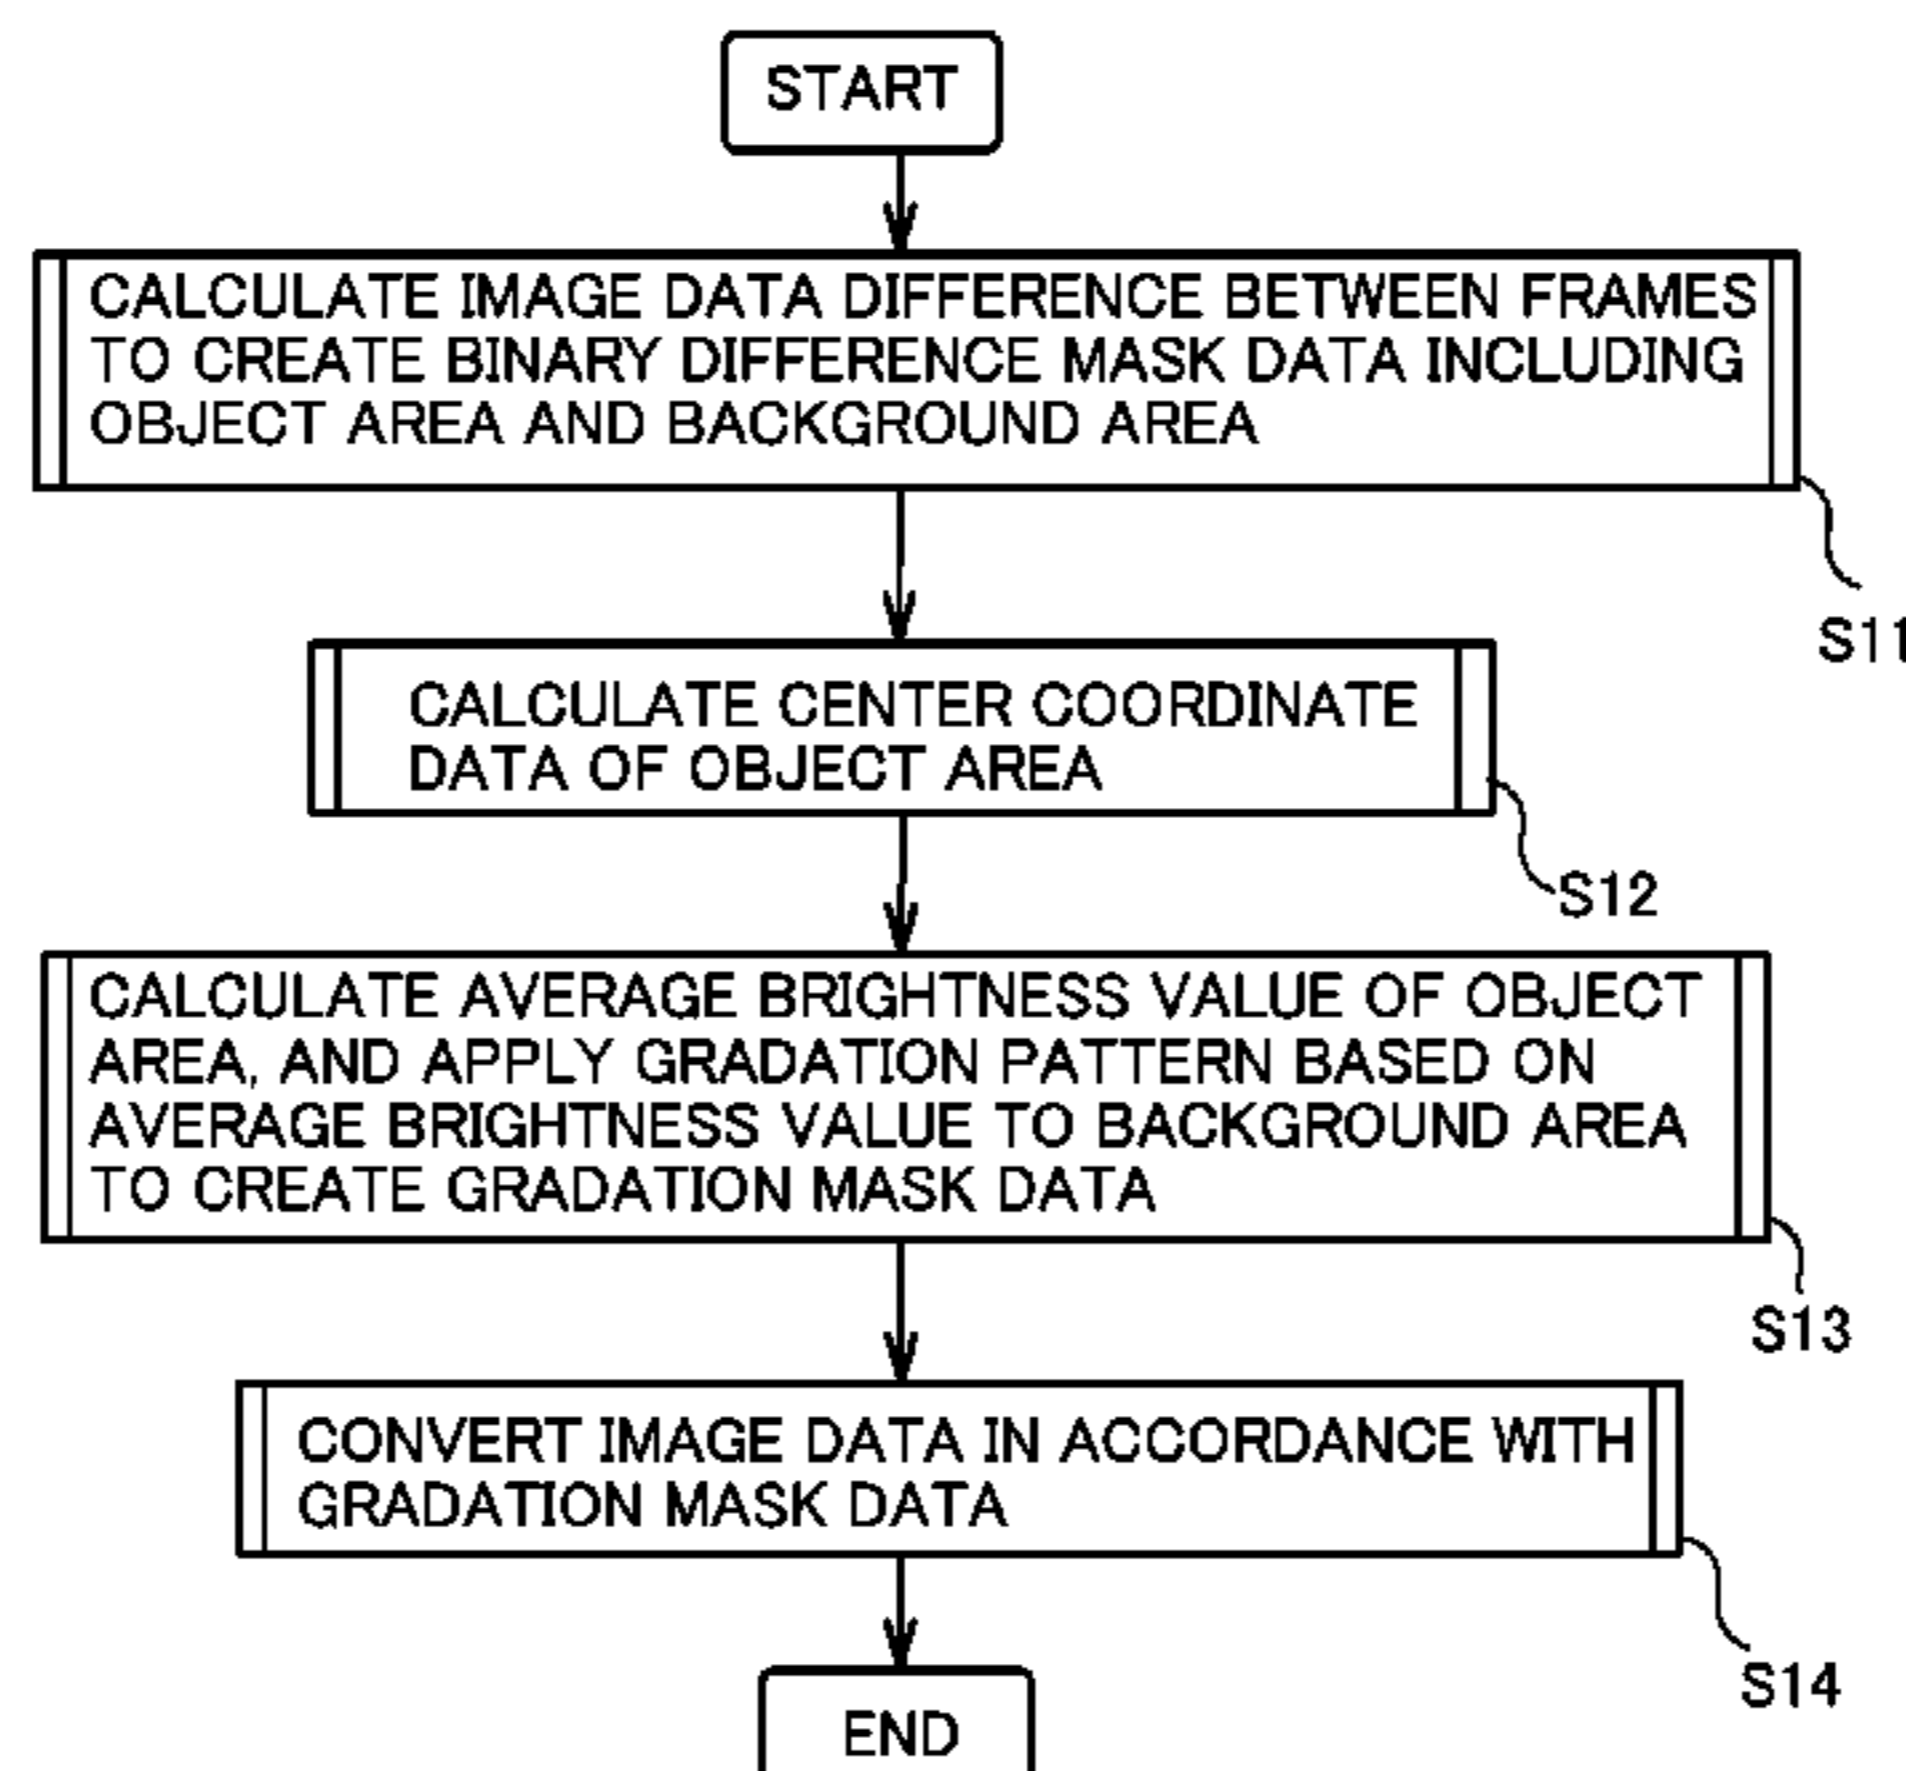 START
CALCULATE IMAGE DATA DIFFERENCE BETWEEN FRAMES
TO CREATE BINARY DIFFERENCE MASK DATA INCLUDING
OBJECT AREA AND BACKGROUND AREA
S11
CALCULATE CENTER COORDINATE
DATA OF OBJECT AREA
S12
CALCULATE AVERAGE BRIGHTNESS VALUE OF OBJECT
AREA, AND APPLY GRADATION PATTERN BASED ON
AVERAGE BRIGHTNESS VALUE TO BACKGROUND AREA
TO CREATE GRADATION MASK DATA
S13
CONVERT IMAGE DATA IN ACCORDANCE WITH
GRADATION MASK DATA
S14
END